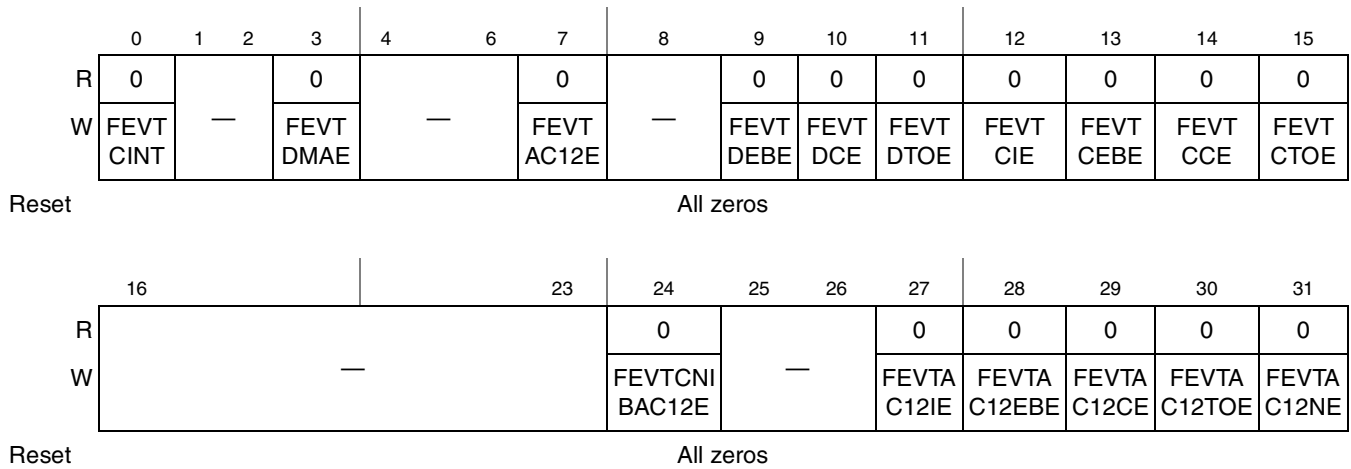 0 1 2 3 4 6 7 8 9 10 11 12 13 14 15
R 0 0 0 0 0 0 0 0 0 0
W FEVT — FEVT — FEVT — FEVT FEVT FEVT FEVT FEVT FEVT FEVT
CINT DMAE AC12E DEBE DCE DTOE CIE CEBE CCE CTOE
Reset All zeros
16 23 24 25 26 27 28 29 30 31
R 0 0 0 0 0 0
W — FEVTCNI — FEVTA FEVTA FEVTA FEVTA FEVTA
BAC12E C12IE C12EBE C12CE C12TOE C12NE
Reset All zeros